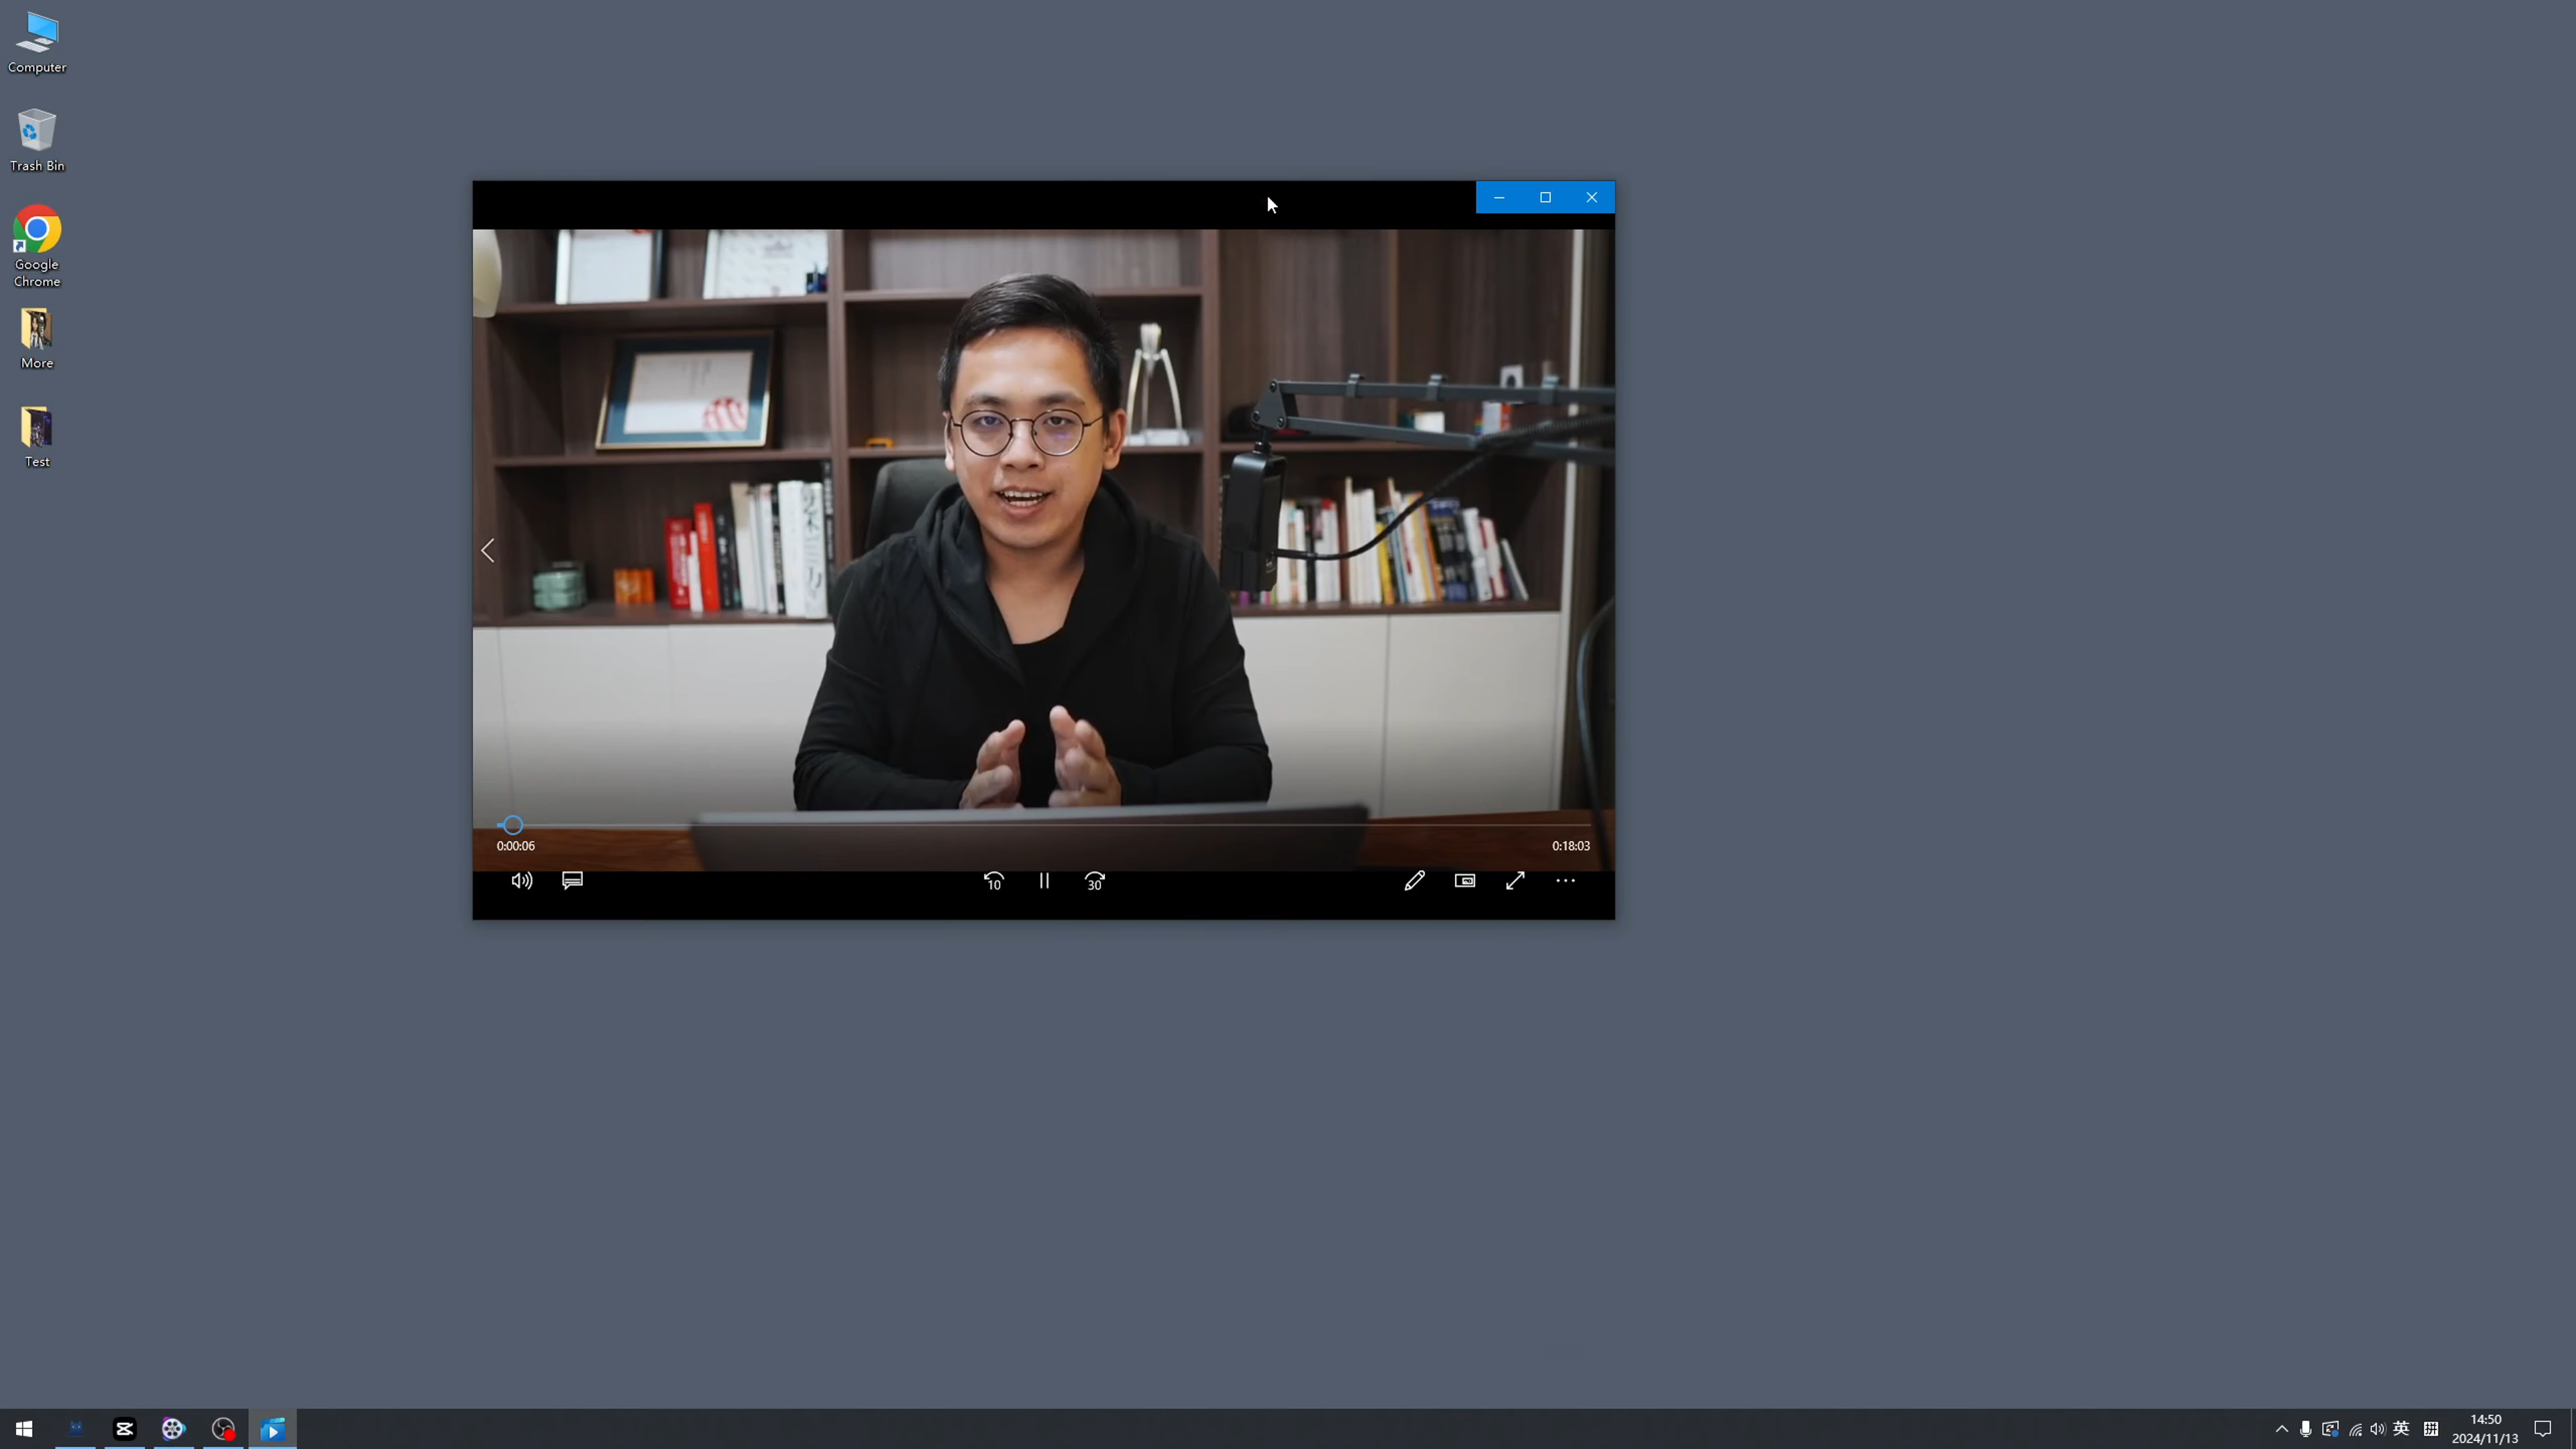 Computer
Trash Bin
Google
Chrome
More
Test
0:00:06
0:18:03
10
30
英
拼
14:50
2024/11/13